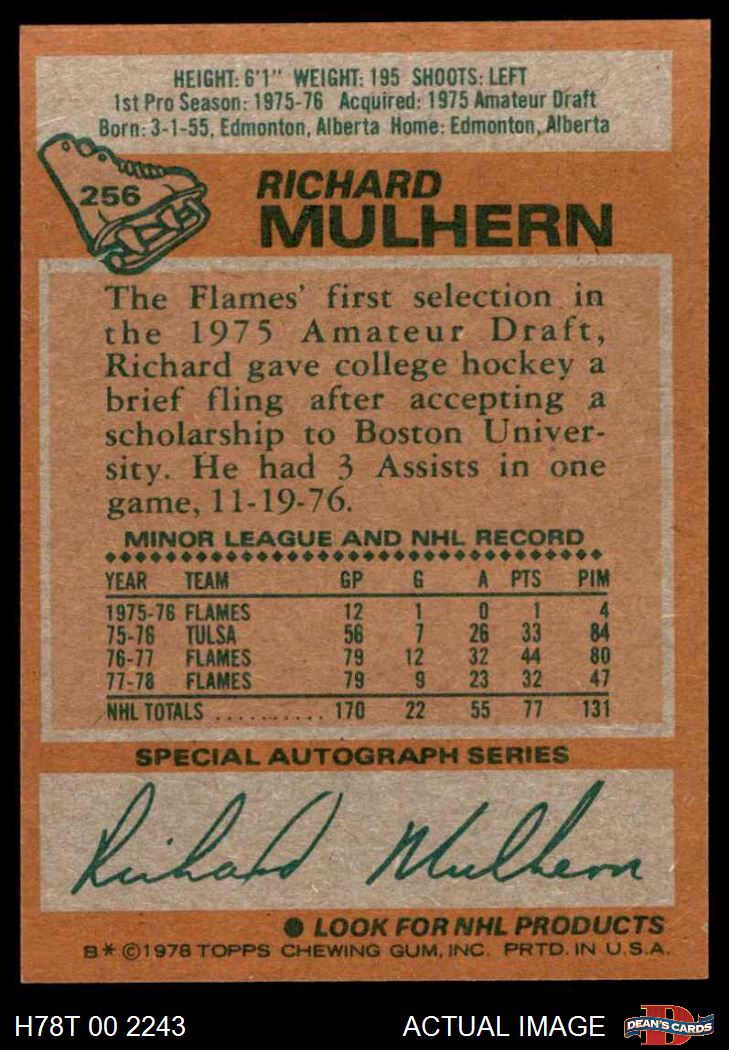 HEIGHT: 6'1" WEIGHT: 195 SHOOTS: LEFT
1st Pro Season: 1975-76 Acquired: 1975 Amateur Draft
Born: 3-1-55, Edmonton, Alberta Home: Edmonton, Alberta
256
RICHARD
MULHERN
The Flames' first selection in
the 1975 Amateur Draft,
Richard gave college hockey a
brief fling after accepting a
scholarship to Boston Univer-
sity. He had 3 Assists in one
game, 11-19-76.
MINOR LEAGUE AND NHL RECORD
YEAR TEAM GP G A PTS PIM
1975-76 FLAMES 12 1 0 1 4
75-76 TULSA 56 7 26 33 84
76-77 FLAMES 79 12 32 44 80
77-78 FLAMES 79 9 23 32 47
NHL TOTALS .......... 170 22 55 77 131
SPECIAL AUTOGRAPH SERIES
Richard Mulhern
● LOOK FOR NHL PRODUCTS
B* ©1978 TOPPS CHEWING GUM, INC. PRTD. IN U.S.A.
H78T 00 2243 ACTUAL IMAGE D DEAN'S CARDS